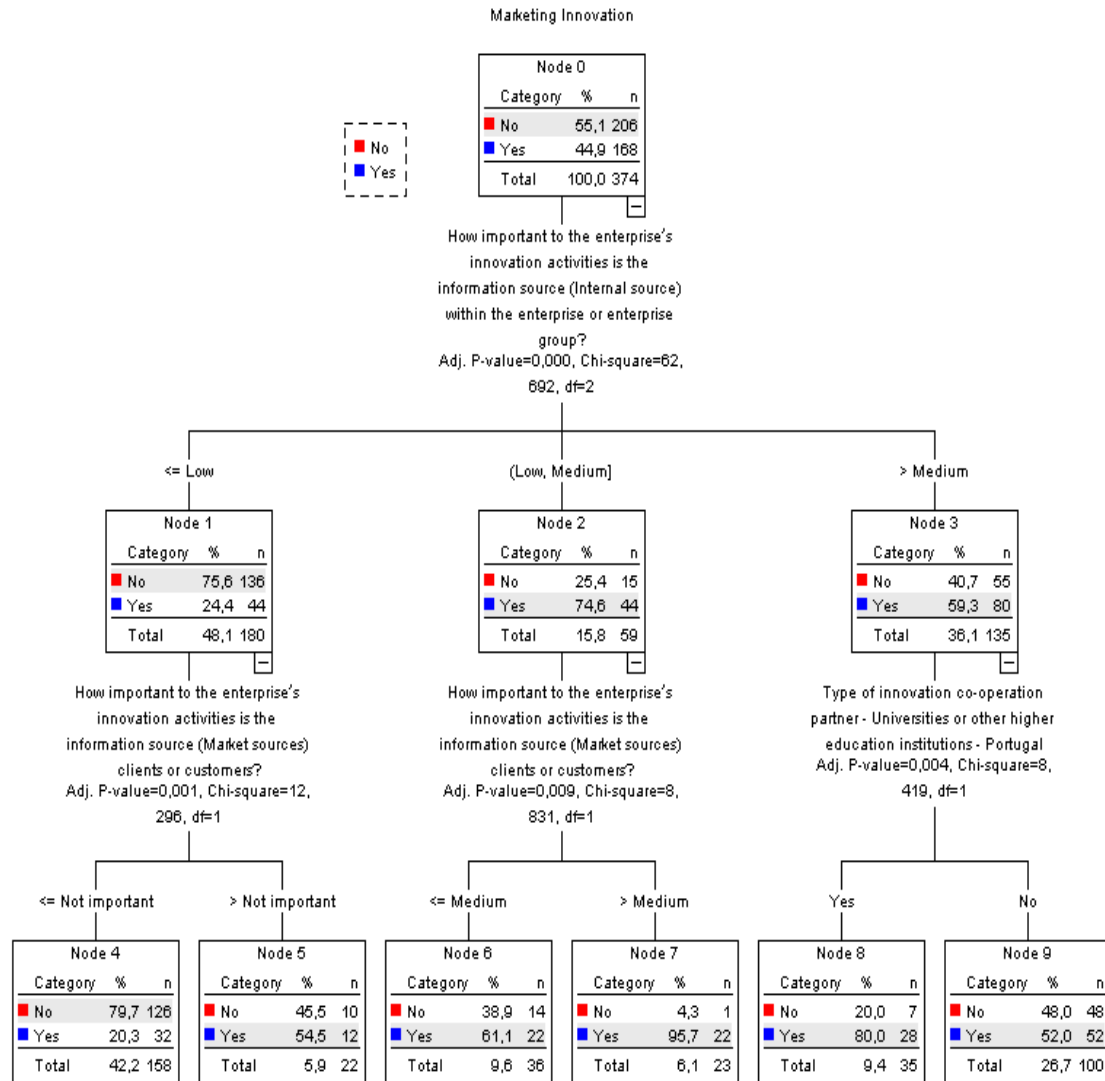 Marketing Innovation
Node 0
Category % n
No 55,1 206
Yes 44,9 168
Total 100,0 374
No
Yes
How important to the enterprise's
innovation activities is the
information source (Internal source)
within the enterprise or enterprise
group?
Adj. P-value=0,000, Chi-square=62,
692, df=2
<= Low
(Low, Medium]
> Medium
Node 1
Category % n
No 75,6 136
Yes 24,4 44
Total 48,1 180
Node 2
Category % n
No 25,4 15
Yes 74,6 44
Total 15,8 59
Node 3
Category % n
No 40,7 55
Yes 59,3 80
Total 36,1 135
How important to the enterprise's
innovation activities is the
information source (Market sources)
clients or customers?
Adj. P-value=0,001, Chi-square=12,
296, df=1
How important to the enterprise's
innovation activities is the
information source (Market sources)
clients or customers?
Adj. P-value=0,009, Chi-square=8,
831, df=1
Type of innovation co-operation
partner - Universities or other higher
education institutions - Portugal
Adj. P-value=0,004, Chi-square=8,
419, df=1
<= Not important
> Not important
<= Medium
> Medium
Yes
No
Node 4
Category % n
No 79,7 126
Yes 20,3 32
Total 42,2 158
Node 5
Category % n
No 45,5 10
Yes 54,5 12
Total 5,9 22
Node 6
Category % n
No 38,9 14
Yes 61,1 22
Total 9,6 36
Node 7
Category % n
No 4,3 1
Yes 95,7 22
Total 6,1 23
Node 8
Category % n
No 20,0 7
Yes 80,0 28
Total 9,4 35
Node 9
Category % n
No 48,0 48
Yes 52,0 52
Total 26,7 100